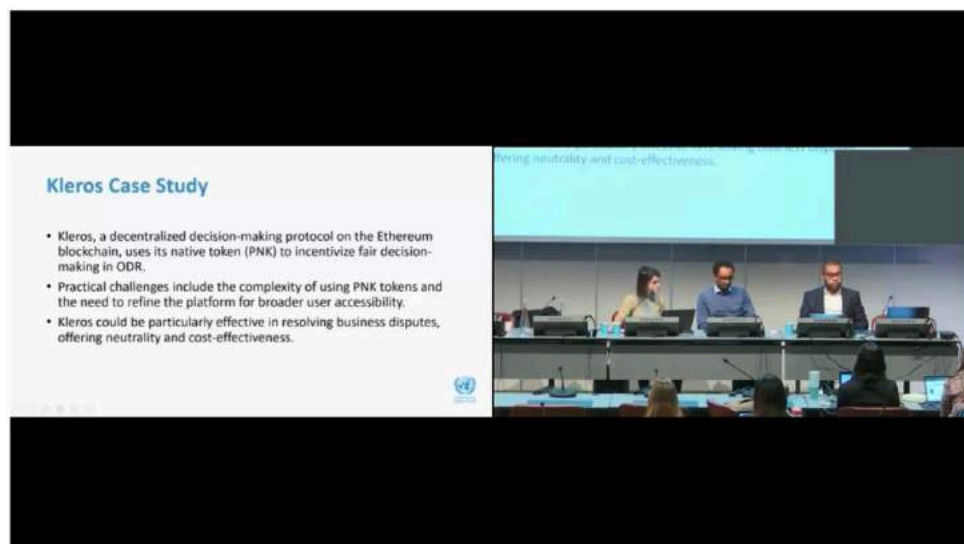 Kleros Case Study
• Kleros, a decentralized decision-making protocol on the Ethereum
blockchain, uses its native token (PNK) to incentivize fair decision-
making in ODR.
• Practical challenges include the complexity of using PNK tokens and
the need to refine the platform for broader user accessibility.
• Kleros could be particularly effective in resolving business disputes,
offering neutrality and cost-effectiveness.
ffering neutrality and cost-effectiveness.